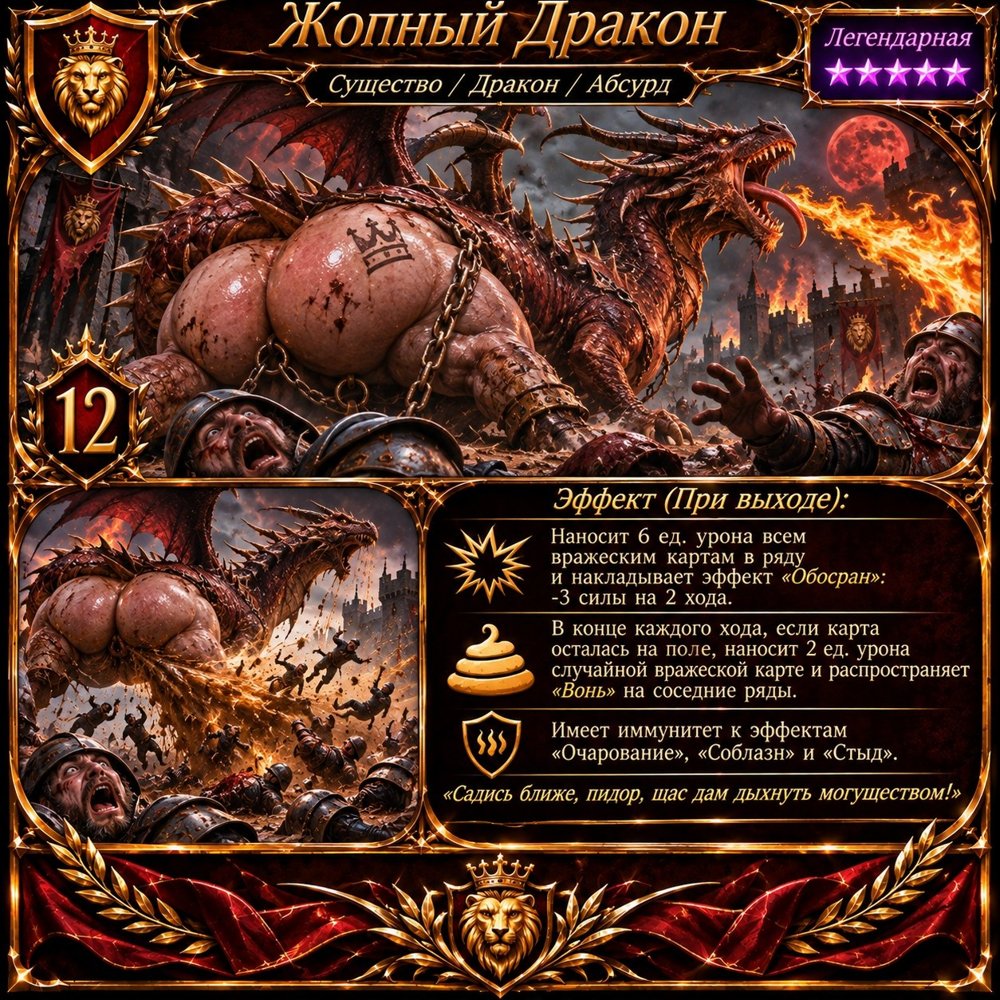 Жопный Дракон
Легендарная
Существо / Дракон / Абсурд
12
Эффект (При выходе):
Наносит 6 ед. урона всем
вражеским картам в ряду
и накладывает эффект «Обосран»:
-3 силы на 2 хода.
В конце каждого хода, если карта
осталась на поле, наносит 2 ед. урона
случайной вражеской карте и распространяет
«Вонь» на соседние ряды.
Имеет иммунитет к эффектам
«Очарование», «Соблазн» и «Стыд».
«Садись ближе, пидор, щас дам дыхнуть могуществом!»